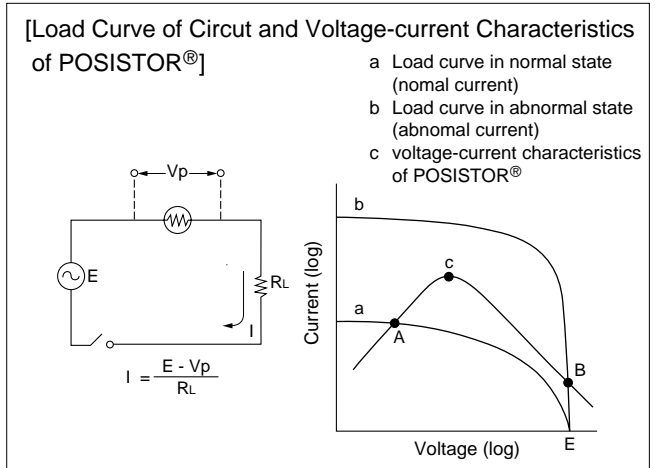 [Load Curve of Circut and Voltage-current Characteristics
of POSISTOR®]
a Load curve in normal state
(nomal current)
b Load curve in abnormal state
(abnomal current)
c voltage-current characteristics
of POSISTOR®
Vp
E
RL
I
I = E - Vp
RL
b
c
a
A
B
Current (log)
Voltage (log)
E